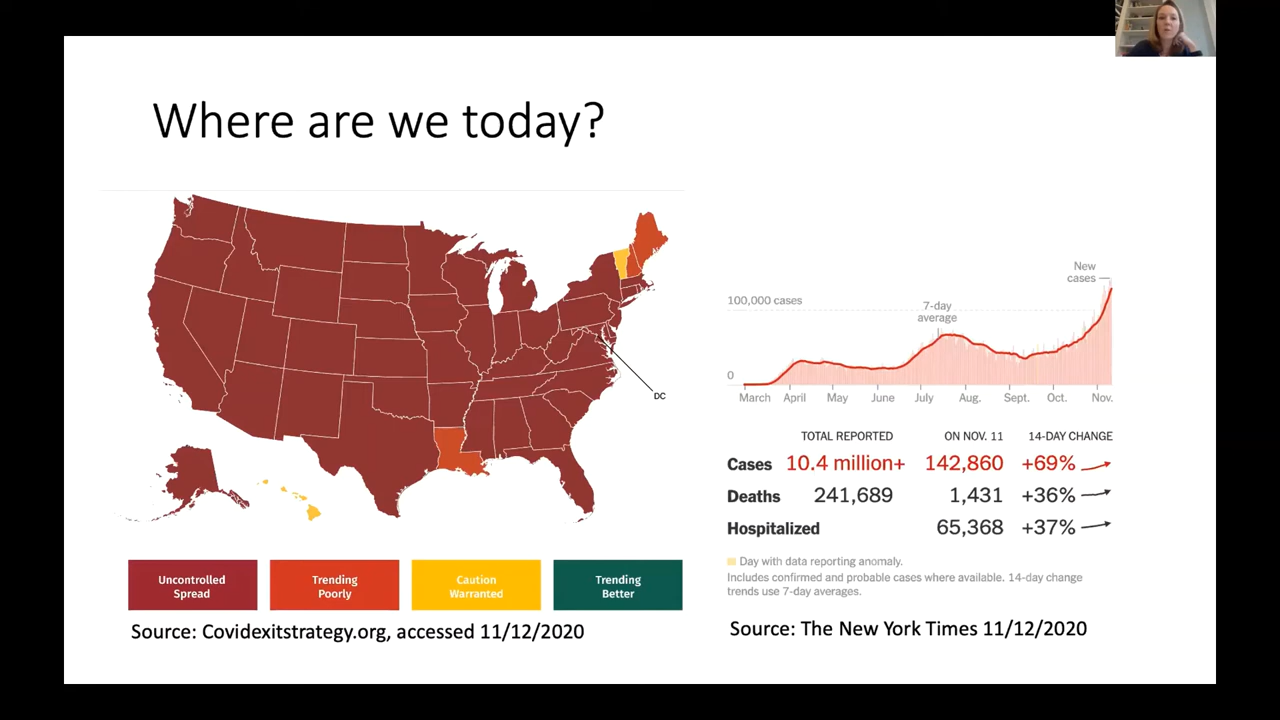 Where are we today?
DC
Uncontrolled
Spread
Trending
Poorly
Caution
Warranted
Trending
Better
Source: Covidexitstrategy.org, accessed 11/12/2020
New
cases
100,000 cases
7-day
average
0
March April May June July Aug. Sept. Oct. Nov.
TOTAL REPORTED ON NOV. 11 14-DAY CHANGE
Cases 10.4 million+ 142,860 +69%
Deaths 241,689 1,431 +36%
Hospitalized 65,368 +37%
Day with data reporting anomaly.
Includes confirmed and probable cases where available. 14-day change
trends use 7-day averages.
Source: The New York Times 11/12/2020